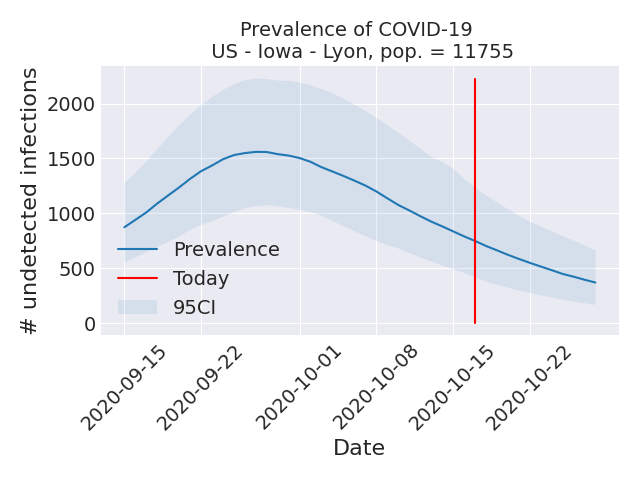 Prevalence of COVID-19
US - Iowa - Lyon, pop. = 11755
# undetected infections
2000
1500
1000
500
0
Prevalence
Today
95CI
2020-09-15
2020-09-22
2020-10-01
2020-10-08
2020-10-15
2020-10-22
Date